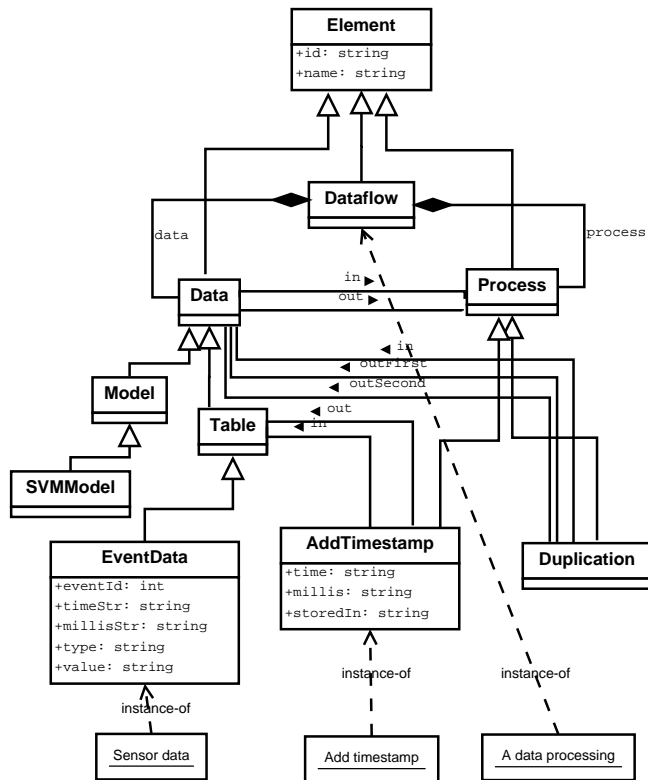 Element
+id: string
+name: string
Dataflow
data
process
in ▶
out ▶
Data
Process
◀ in
◀ outFirst
◀ outSecond
Model
Table
◀ out
◀ in
SVMModel
EventData
+eventId: int
+timeStr: string
+millisStr: string
+type: string
+value: string
AddTimestamp
+time: string
+millis: string
+storedIn: string
Duplication
instance-of
instance-of
instance-of
Sensor data
Add timestamp
A data processing